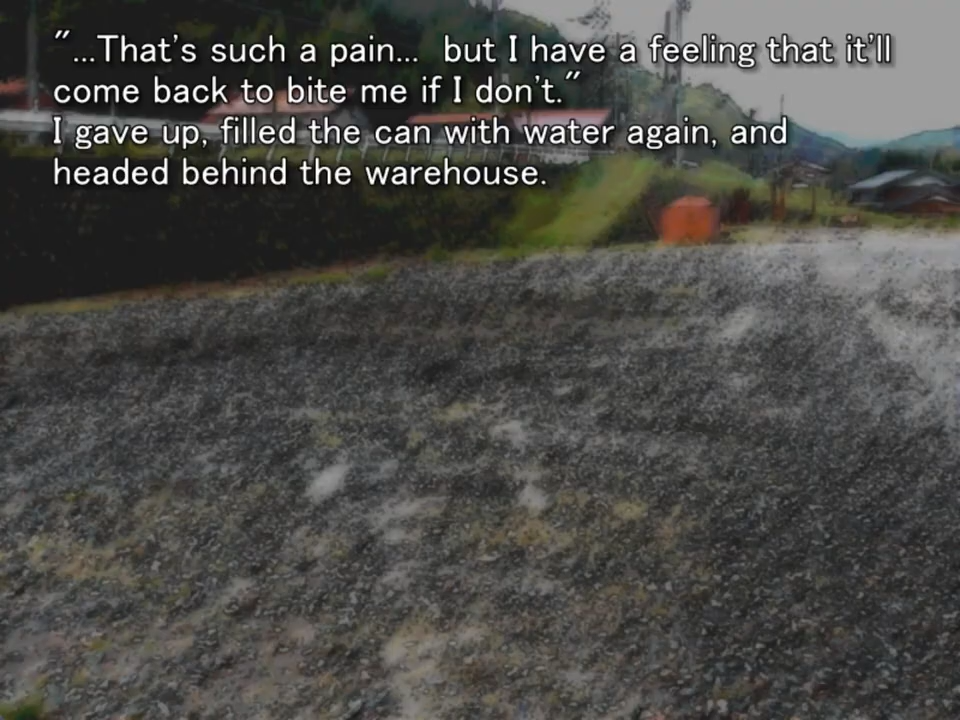 "...That's such a pain...  but I have a feeling that it'll
come back to bite me if I don't."
I gave up, filled the can with water again, and
headed behind the warehouse.